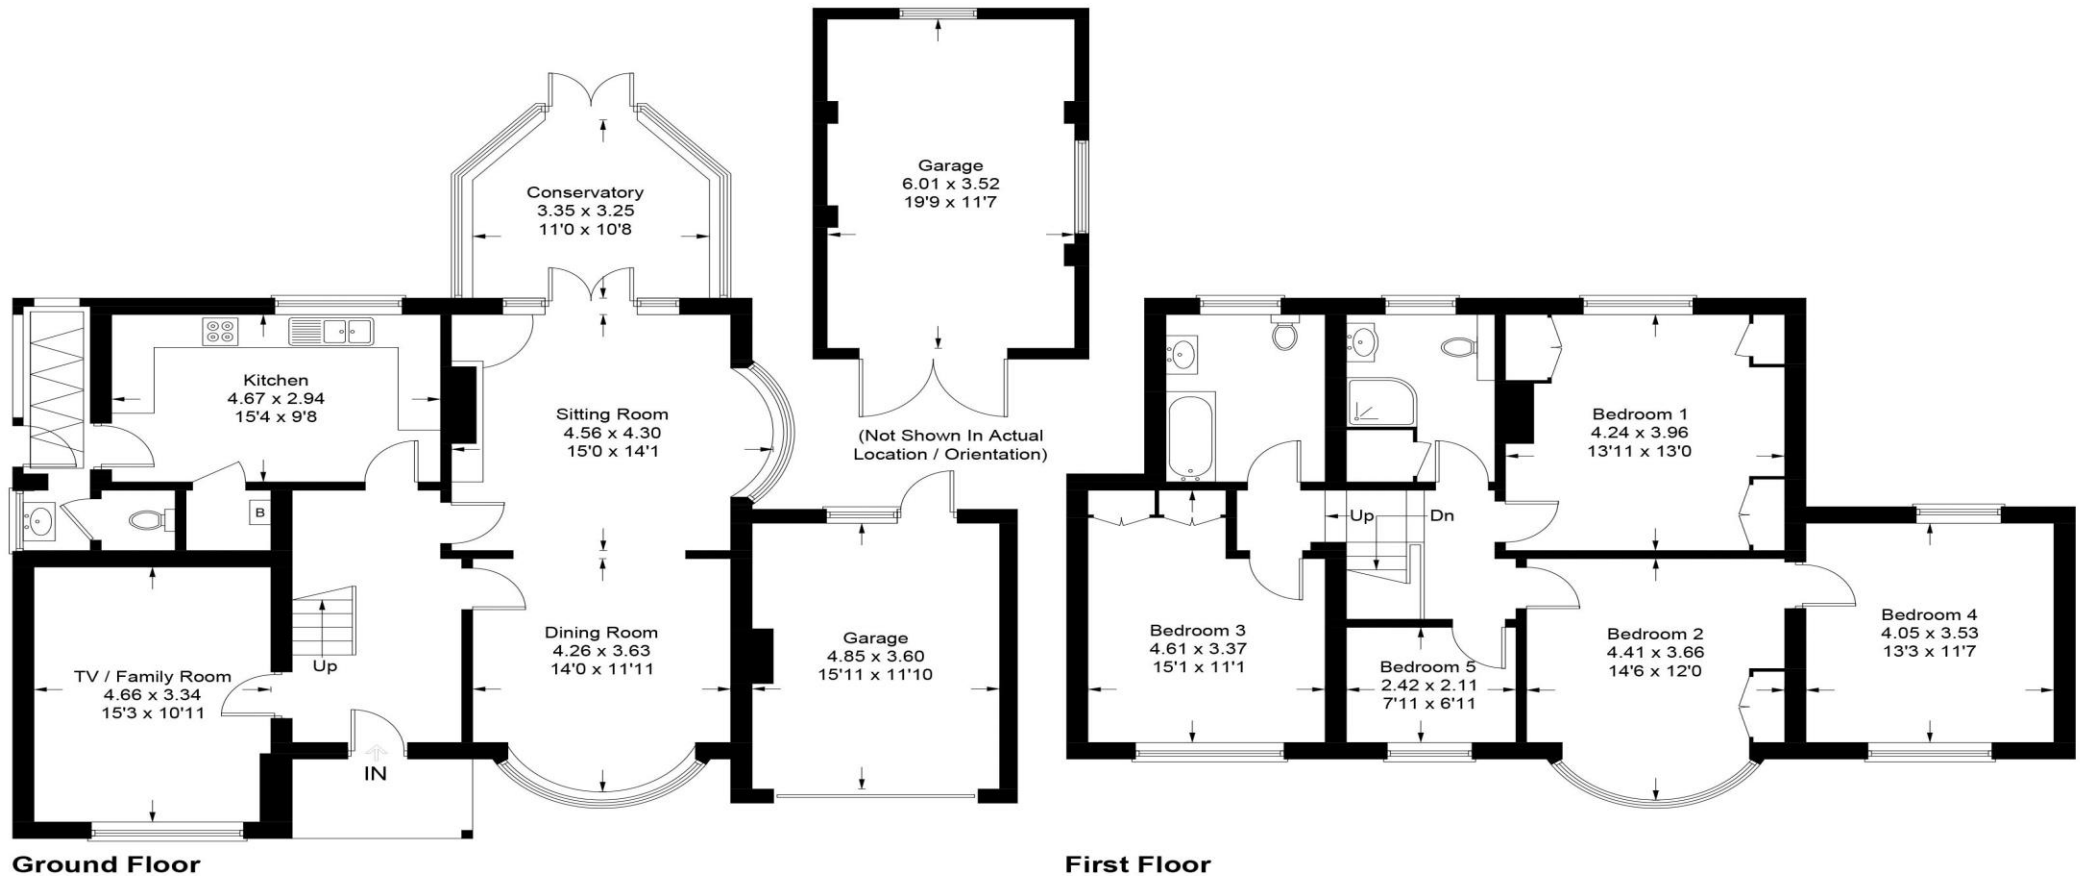 Conservatory
3.35 x 3.25
11'0 x 10'8
Garage
6.01 x 3.52
19'9 x 11'7
(Not Shown In Actual
Location / Orientation)
Kitchen
4.67 x 2.94
15'4 x 9'8
Sitting Room
4.56 x 4.30
15'0 x 14'1
B
Dining Room
4.26 x 3.63
14'0 x 11'11
Garage
4.85 x 3.60
15'11 x 11'10
Up
TV / Family Room
4.66 x 3.34
15'3 x 10'11
IN
Ground Floor
Bedroom 1
4.24 x 3.96
13'11 x 13'0
Up
Dn
Bedroom 3
4.61 x 3.37
15'1 x 11'1
Bedroom 5
2.42 x 2.11
7'11 x 6'11
Bedroom 2
4.41 x 3.66
14'6 x 12'0
Bedroom 4
4.05 x 3.53
13'3 x 11'7
First Floor